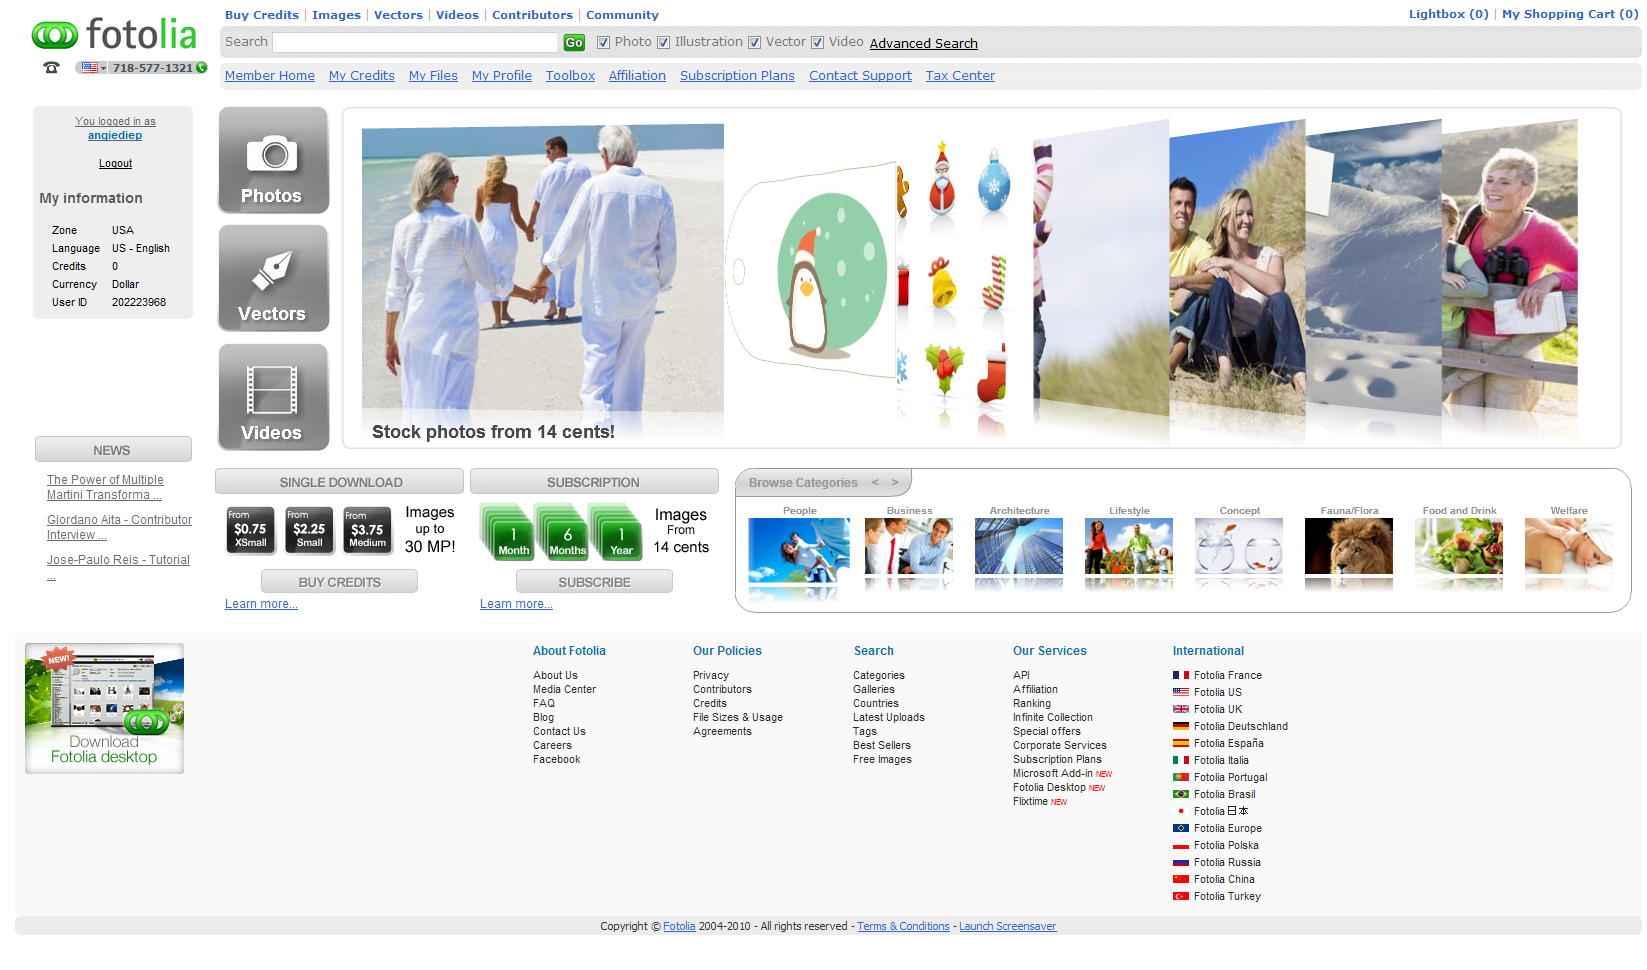 fotolia
718-577-1321
Buy Credits | Images | Vectors | Videos | Contributors | Community
Lightbox (0) | My Shopping Cart (0)
Search Go Photo Illustration Vector Video Advanced Search
Member Home My Credits My Files My Profile Toolbox Affiliation Subscription Plans Contact Support Tax Center
You logged in as
angiediep
Logout
My information
Zone USA
Language US - English
Credits 0
Currency Dollar
User ID 202223968
Photos
Vectors
Videos
Stock photos from 14 cents!
NEWS
The Power of Multiple
Martini Transforma ...
Giordano Aita - Contributor
Interview ...
Jose-Paulo Reis - Tutorial
...
SINGLE DOWNLOAD
From
$0.75
XSmall
From
$2.25
Small
From
$3.75
Medium
Images
up to
30 MP!
BUY CREDITS
Learn more...
SUBSCRIPTION
1
Month
6
Months
1
Year
Images
From
14 cents
SUBSCRIBE
Learn more...
Browse Categories < >
People
Business
Architecture
Lifestyle
Concept
Fauna/Flora
Food and Drink
Welfare
NEW!
Download
Fotolia desktop
About Fotolia
About Us
Media Center
FAQ
Blog
Contact Us
Careers
Facebook
Our Policies
Privacy
Contributors
Credits
File Sizes & Usage
Agreements
Search
Categories
Galleries
Countries
Latest Uploads
Tags
Best Sellers
Free Images
Our Services
API
Affiliation
Ranking
Infinite Collection
Special offers
Corporate Services
Subscription Plans
Microsoft Add-in NEW
Fotolia Desktop NEW
Flixtime NEW
International
Fotolia France
Fotolia US
Fotolia UK
Fotolia Deutschland
Fotolia España
Fotolia Italia
Fotolia Portugal
Fotolia Brasil
Fotolia 日本
Fotolia Europe
Fotolia Polska
Fotolia Russia
Fotolia China
Fotolia Turkey
Copyright © Fotolia 2004-2010 - All rights reserved - Terms & Conditions - Launch Screensaver